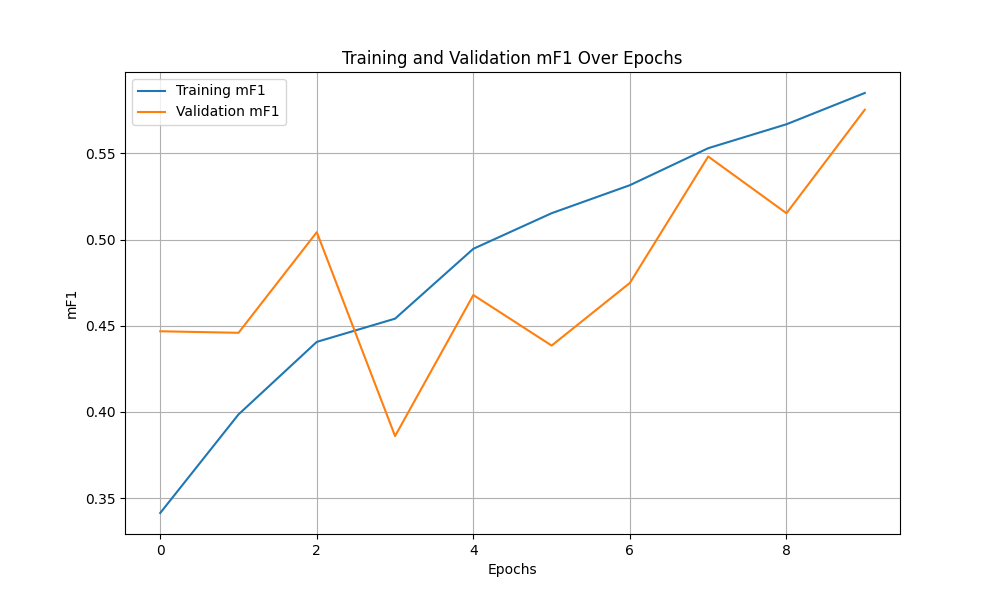 Training and Validation mF1 Over Epochs
Training mF1
Validation mF1
mF1
0.55
0.50
0.45
0.40
0.35
0
2
4
6
8
Epochs